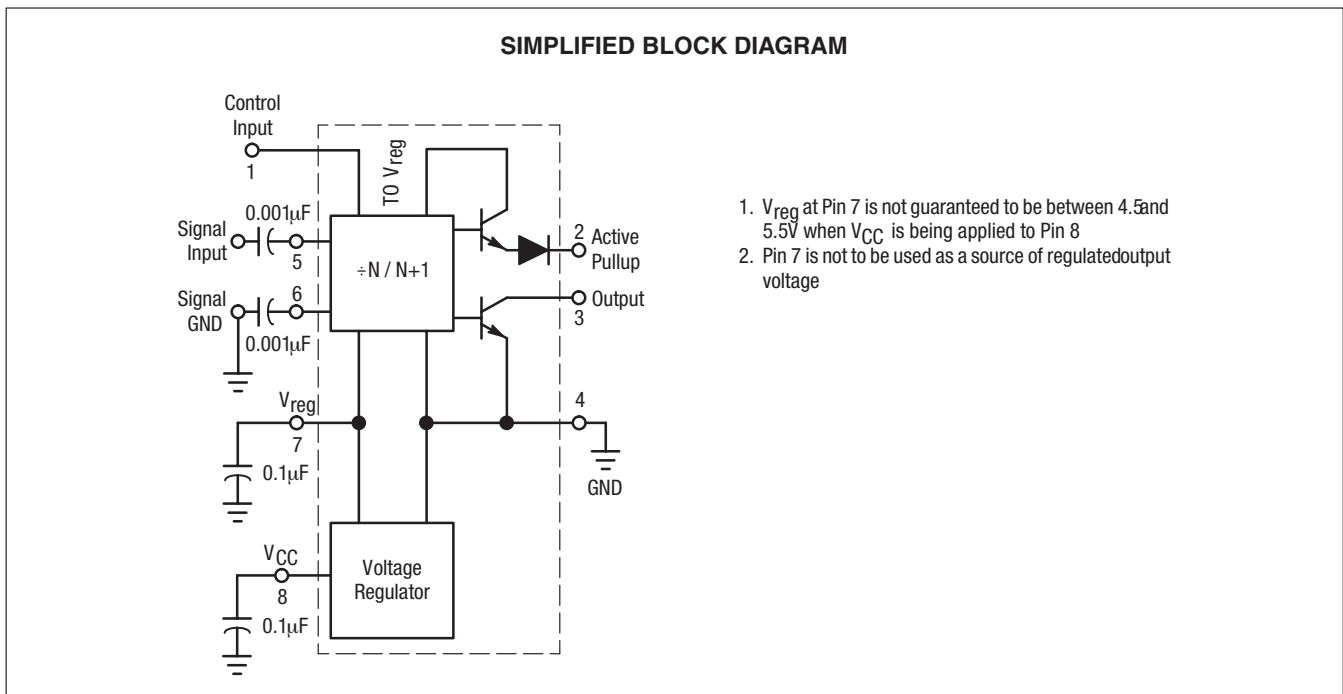 SIMPLIFIED BLOCK DIAGRAM
Control
Input
1
TO Vreg
0.001µF
Signal
Input
5
÷N / N+1
2
Active
Pullup
Signal
GND
6
0.001µF
Output
3
Vreg
7
0.1µF
4
GND
VCC
8
0.1µF
Voltage
Regulator
1. Vreg at Pin 7 is not guaranteed to be between 4.5and
5.5V when VCC is being applied to Pin 8
2. Pin 7 is not to be used as a source of regulatedoutput
voltage